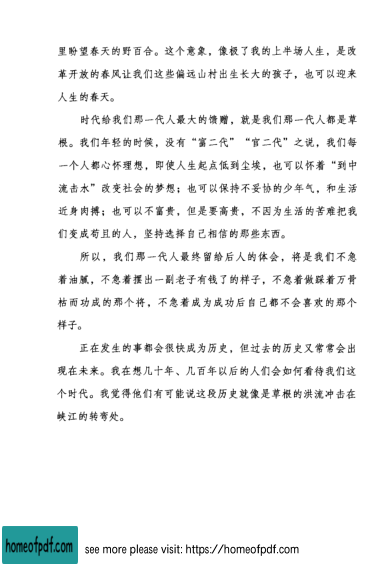 里盼望春天的野百合。这个意象，像极了我的上半场人生，是改
革开放的春风让我们这些偏远山村出生长大的孩子，也可以迎来
人生的春天。
时代给我们那一代人最大的馈赠，就是我们那一代人都是草
根。我们年轻的时候，没有“富二代”“官二代”之说，我们每
一个人都心怀理想，即使人生起点低到尘埃，也可以怀着“到中
流击水”改变社会的梦想；也可以保持不妥协的少年气，和生活
近身肉搏；也可以不富贵，但是要高贵，不因为生活的苦难把我
们变成苟且的人，坚持选择自己相信的那些东西。
所以，我们那一代人最终留给后人的体会，将是我们不急
着油腻，不急着摆出一副老子有钱了的样子，不急着做踩着万骨
枯而功成的那个将，不急着成为成功后自己都不会喜欢的那个
样子。
正在发生的事都会很快成为历史，但过去的历史又常常会出
现在未来。我在想几十年、几百年以后的人们会如何看待我们这
个时代。我觉得他们有可能说这段历史就像是草根的洪流冲击在
峡江的转弯处。
homeofpdf.com
see more please visit: https://homeofpdf.com